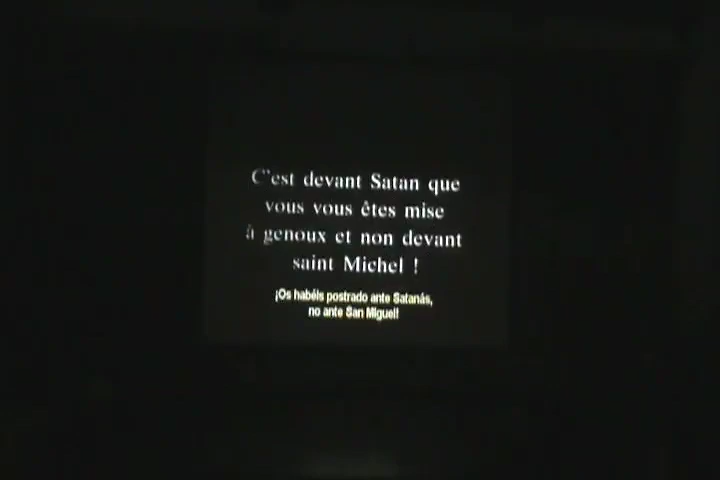 C'est devant Satan que
vous vous êtes mise
à genoux et non devant
saint Michel !
¡Os habéis postrado ante Satanás,
no ante San Miguel!